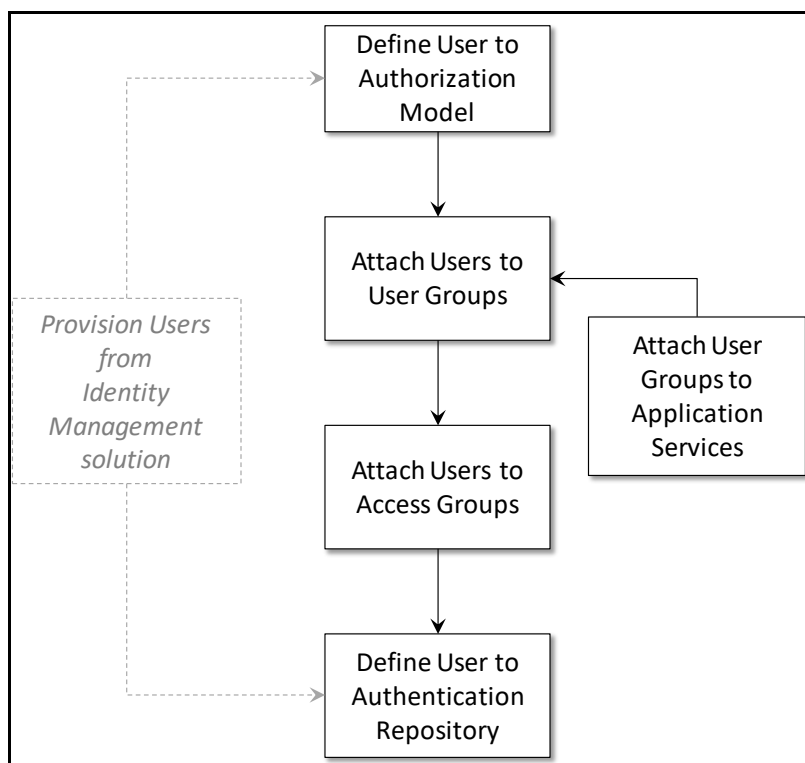 Define User to
Authorization
Model
Attach Users to
User Groups
Provision Users
from
Identity
Management
solution
Attach User
Groups to
Application
Services
Attach Users to
Access Groups
Define User to
Authentication
Repository